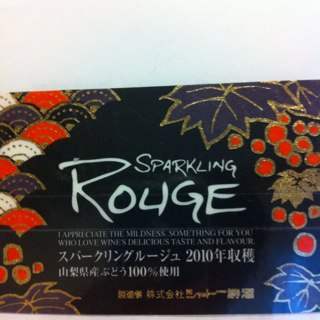 SPARKLING
ROUGE
I APPRECIATE THE MILDNESS. SOMETHING FOR YOU
WHO LOVE WINE'S DELICIOUS TASTE AND FLAVOUR.
スパークリングルージュ 2010年収穫
山梨県産ぶどう100%使用
製造者 株式会社